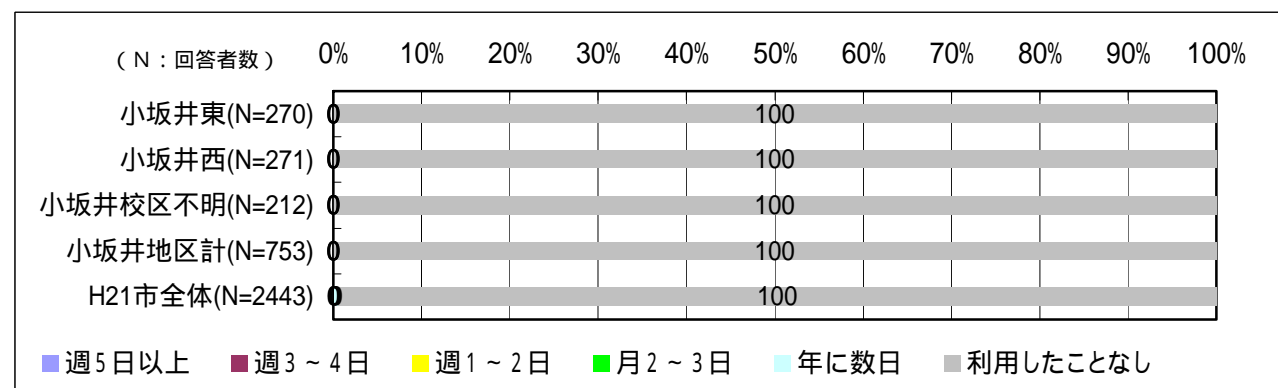 （Ｎ：回答者数） 0% 10% 20% 30% 40% 50% 60% 70% 80% 90% 100%
小坂井東(N=270) 0 100
小坂井西(N=271) 0 100
小坂井校区不明(N=212) 0 100
小坂井地区計(N=753) 0 100
H21市全体(N=2443) 0 100
週５日以上 週３～４日 週１～２日 月２～３日 年に数日 利用したことなし